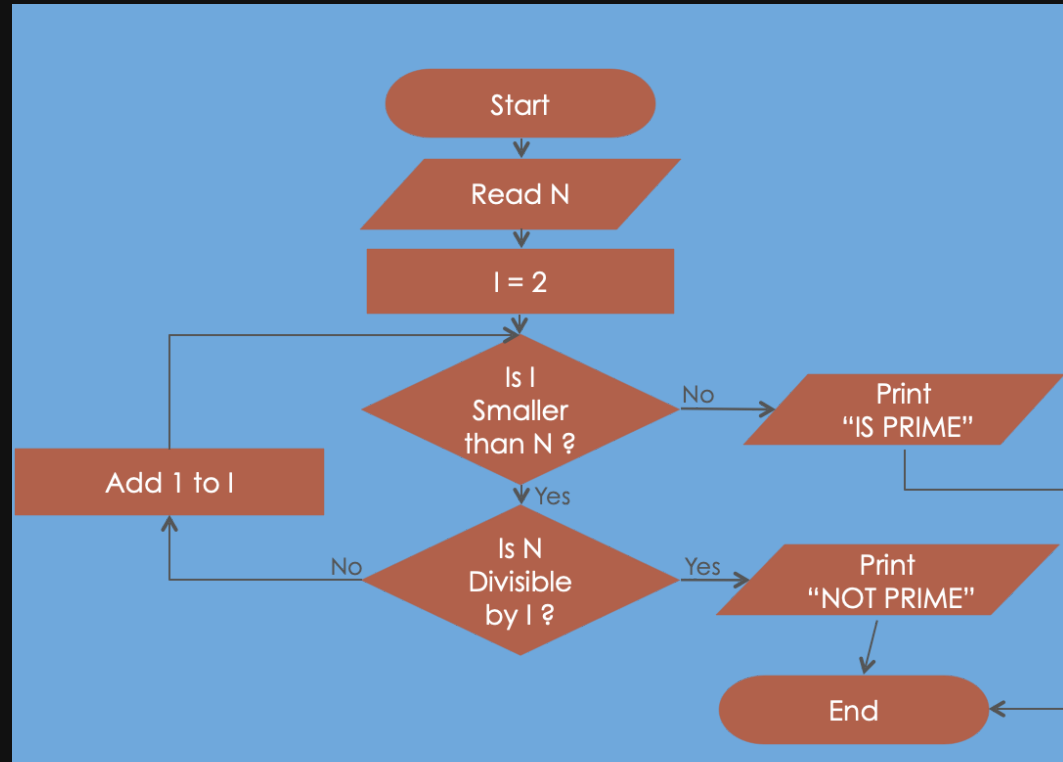 Start
Read N
I = 2
Is I
Smaller
than N ?
No
Print
“IS PRIME”
Add 1 to I
Yes
Is N
Divisible
by I ?
No
Yes
Print
“NOT PRIME”
End